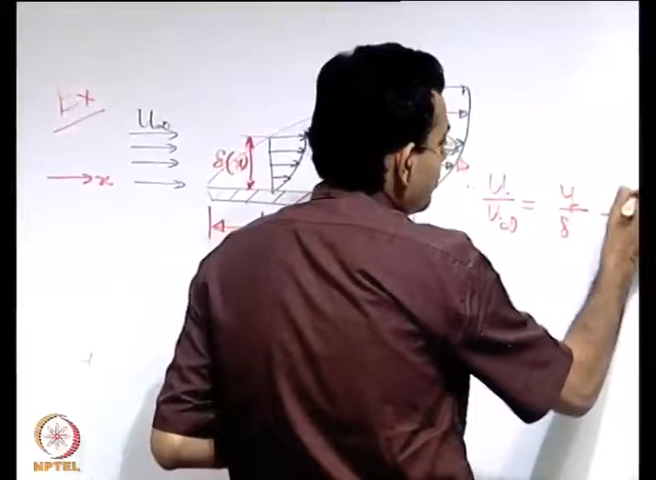 Ex
U∞
δ(x)
x
u/U∞ = y/δ
NPTEL